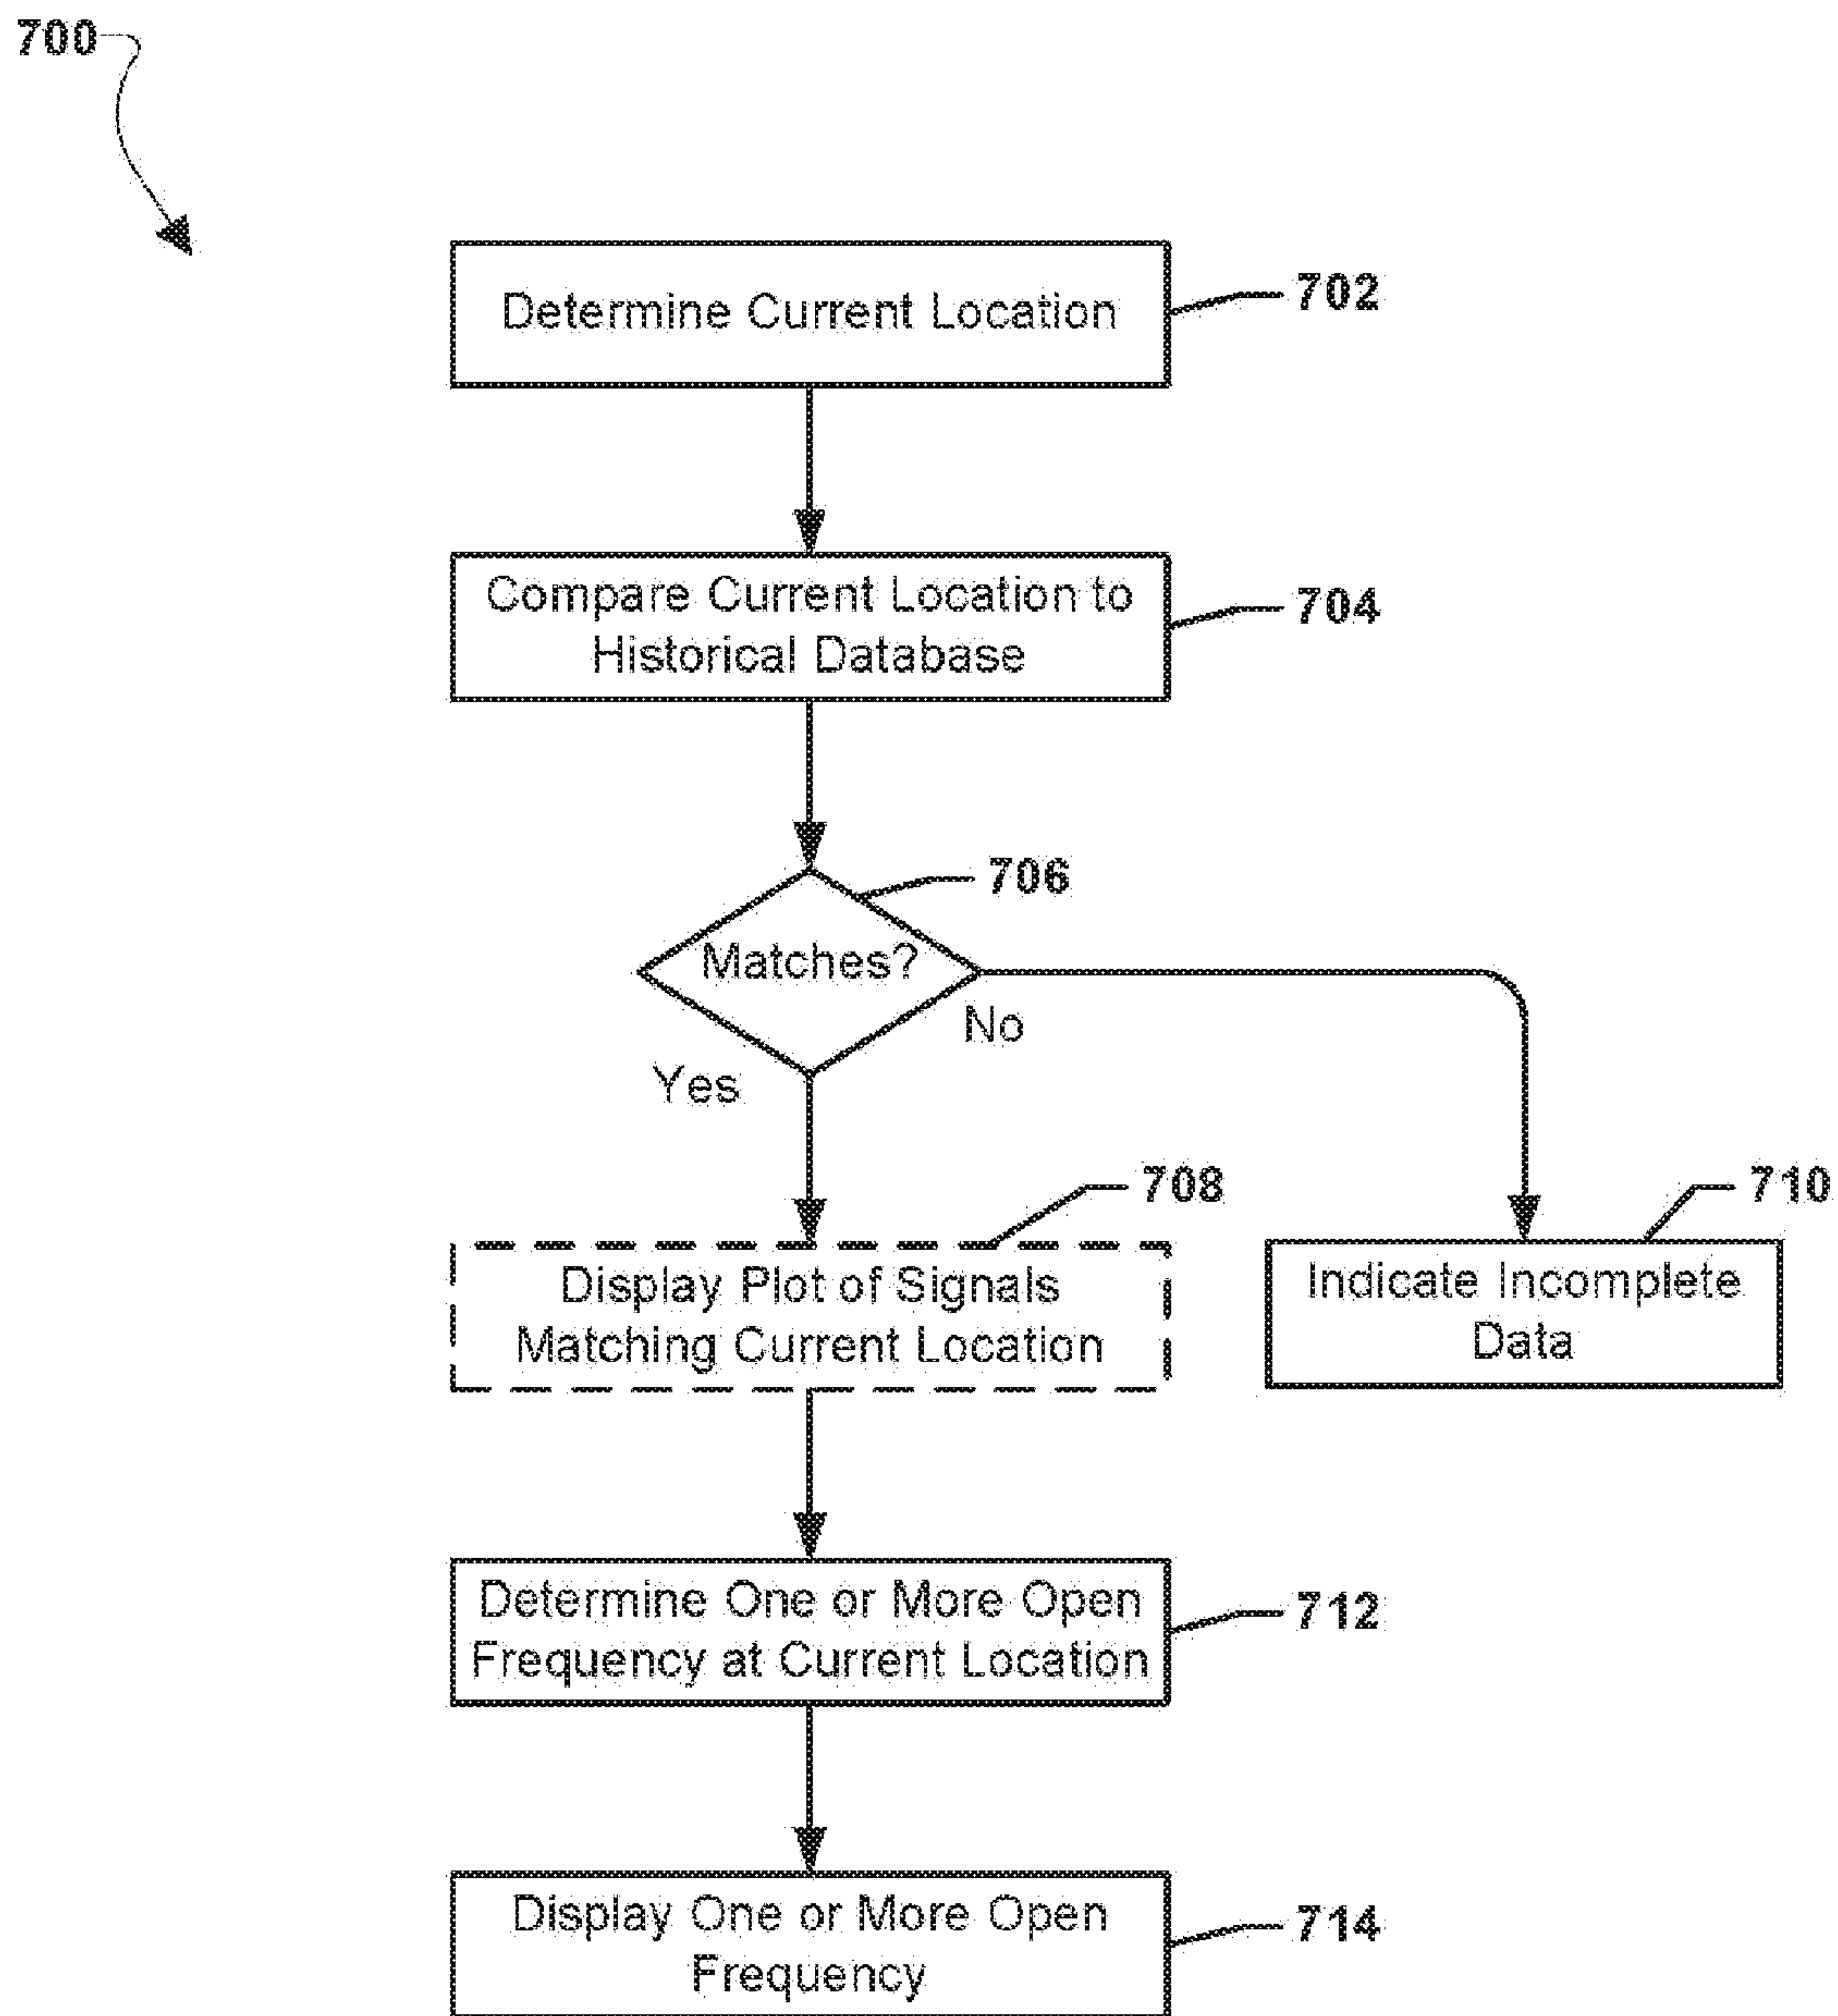 700
Determine Current Location
702
Compare Current Location to
Historical Database
704
706
Matches?
No
Yes
708
710
Display Plot of Signals
Matching Current Location
Indicate Incomplete
Data
Determine One or More Open
Frequency at Current Location
712
Display One or More Open
Frequency
714